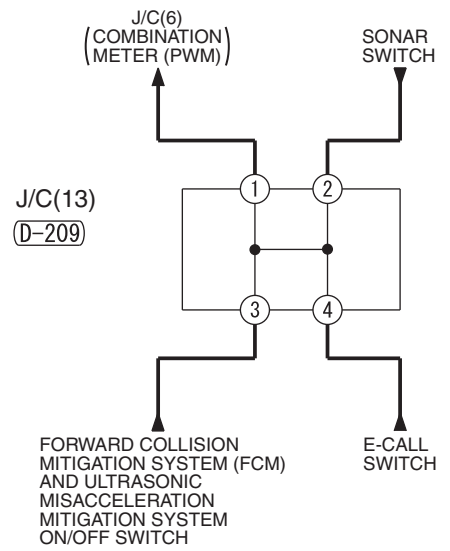 J/C(6)
(COMBINATION
METER (PWM))
SONAR
SWITCH
1
2
J/C(13)
D-209
3
4
FORWARD COLLISION
MITIGATION SYSTEM (FCM)
AND ULTRASONIC
MISACCELERATION
MITIGATION SYSTEM
ON/OFF SWITCH
E-CALL
SWITCH